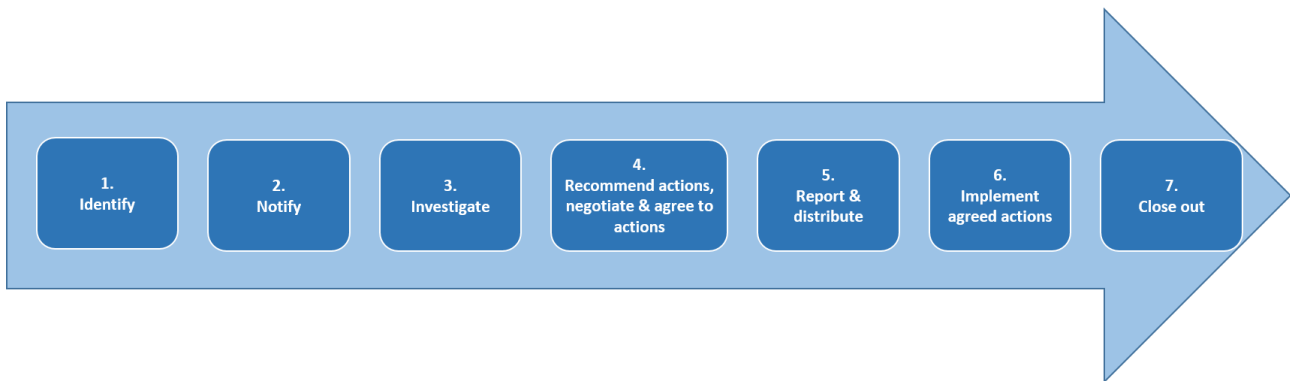 1.
Identify
2.
Notify
3.
Investigate
4.
Recommend actions,
negotiate & agree to
actions
5.
Report &
distribute
6.
Implement
agreed actions
7.
Close out